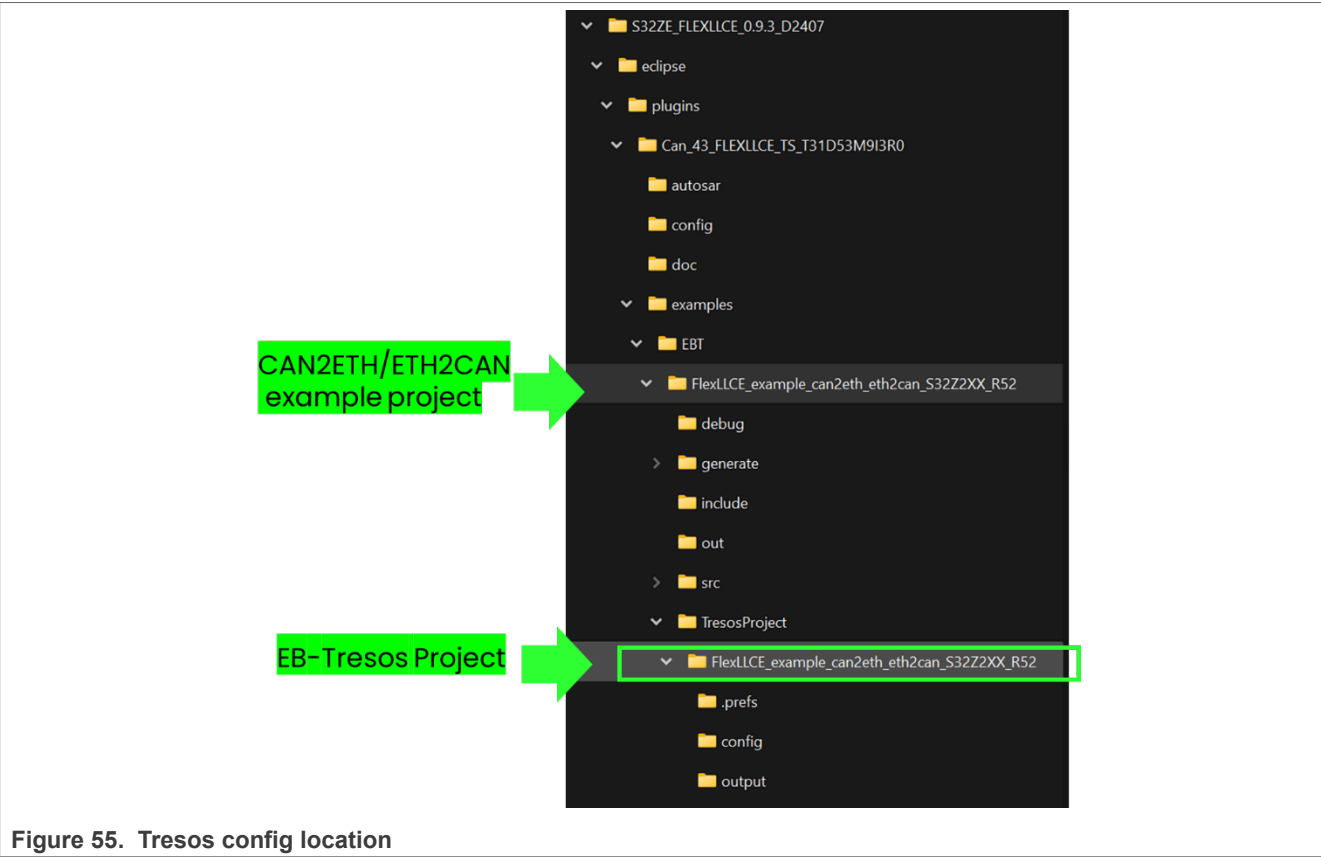 S32ZE_FLEXLLCE_0.9.3_D2407
eclipse
plugins
Can_43_FLEXLLCE_TS_T31D53M9I3R0
autosar
config
doc
examples
EBT
CAN2ETH/ETH2CAN
example project
FlexLLCE_example_can2eth_eth2can_S32Z2XX_R52
debug
generate
include
out
src
TresosProject
EB-Tresos Project
FlexLLCE_example_can2eth_eth2can_S32Z2XX_R52
.prefs
config
output
Figure 55. Tresos config location